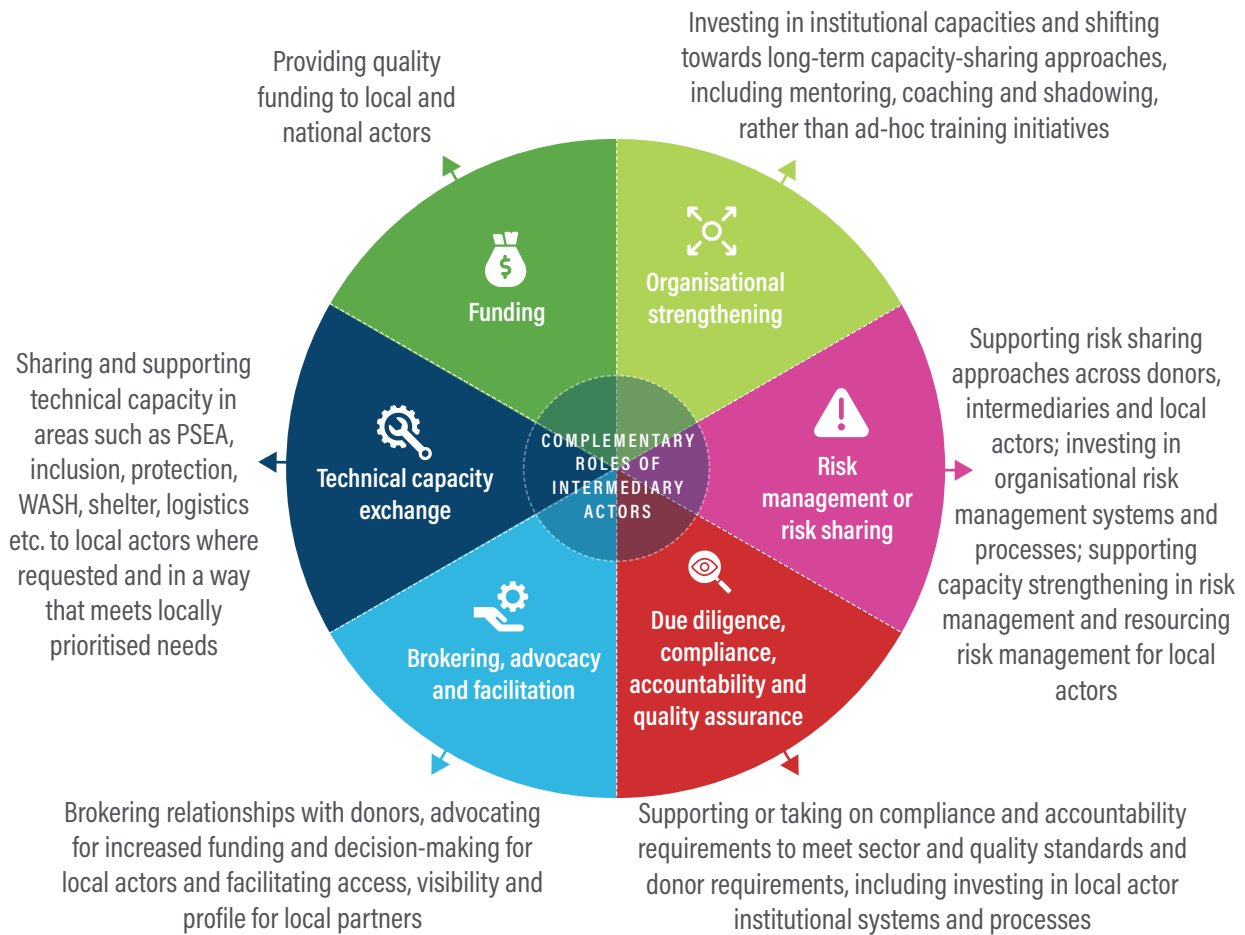 Providing quality
funding to local and
national actors
Investing in institutional capacities and shifting
towards long-term capacity-sharing approaches,
including mentoring, coaching and shadowing,
rather than ad-hoc training initiatives
Funding
Organisational
strengthening
Sharing and supporting
technical capacity in
areas such as PSEA,
inclusion, protection,
WASH, shelter, logistics
etc. to local actors where
requested and in a way
that meets locally
prioritised needs
Technical capacity
exchange
COMPLEMENTARY
ROLES OF
INTERMEDIARY
ACTORS
Risk
management or
risk sharing
Supporting risk sharing
approaches across donors,
intermediaries and local
actors; investing in
organisational risk
management systems and
processes; supporting
capacity strengthening in risk
management and resourcing
risk management for local
actors
Brokering, advocacy
and facilitation
Due diligence,
compliance,
accountability and
quality assurance
Brokering relationships with donors, advocating
for increased funding and decision-making for
local actors and facilitating access, visibility and
profile for local partners
Supporting or taking on compliance and accountability
requirements to meet sector and quality standards and
donor requirements, including investing in local actor
institutional systems and processes